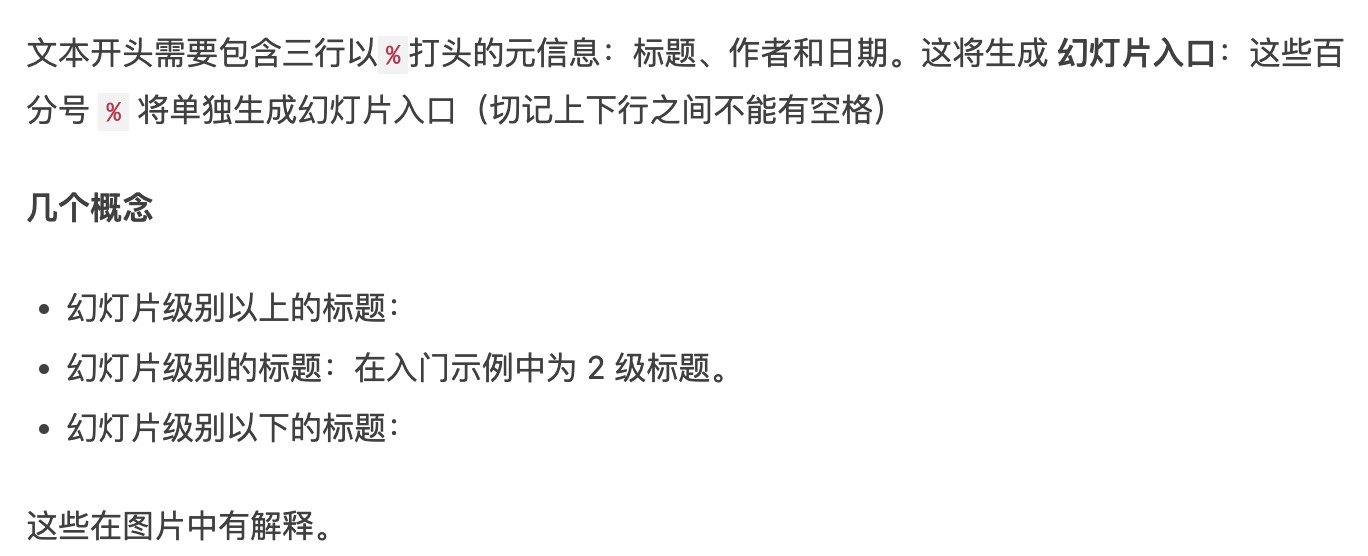 文本开头需要包含三行以%打头的元信息：标题、作者和日期。这将生成 幻灯片入口：这些百
分号 % 将单独生成幻灯片入口（切记上下行之间不能有空格）
几个概念
• 幻灯片级别以上的标题：
• 幻灯片级别的标题：在入门示例中为 2 级标题。
• 幻灯片级别以下的标题：
这些在图片中有解释。